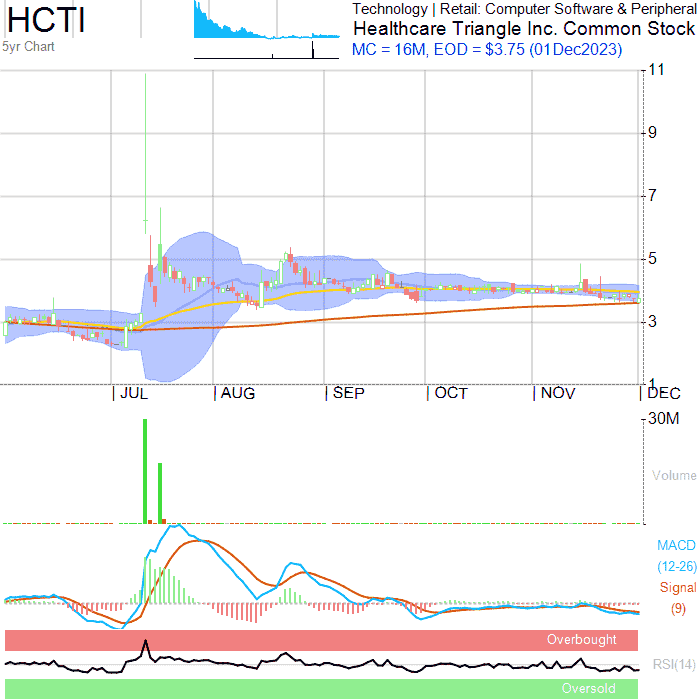 HCTI
5yr Chart
Technology | Retail: Computer Software & Peripheral
Healthcare Triangle Inc. Common Stock
MC = 16M, EOD = $3.75 (01Dec2023)
11
9
7
5
3
1
JUL AUG SEP OCT NOV DEC
30M
Volume
MACD
(12-26)
Signal
(9)
Overbought
RSI(14)
Oversold